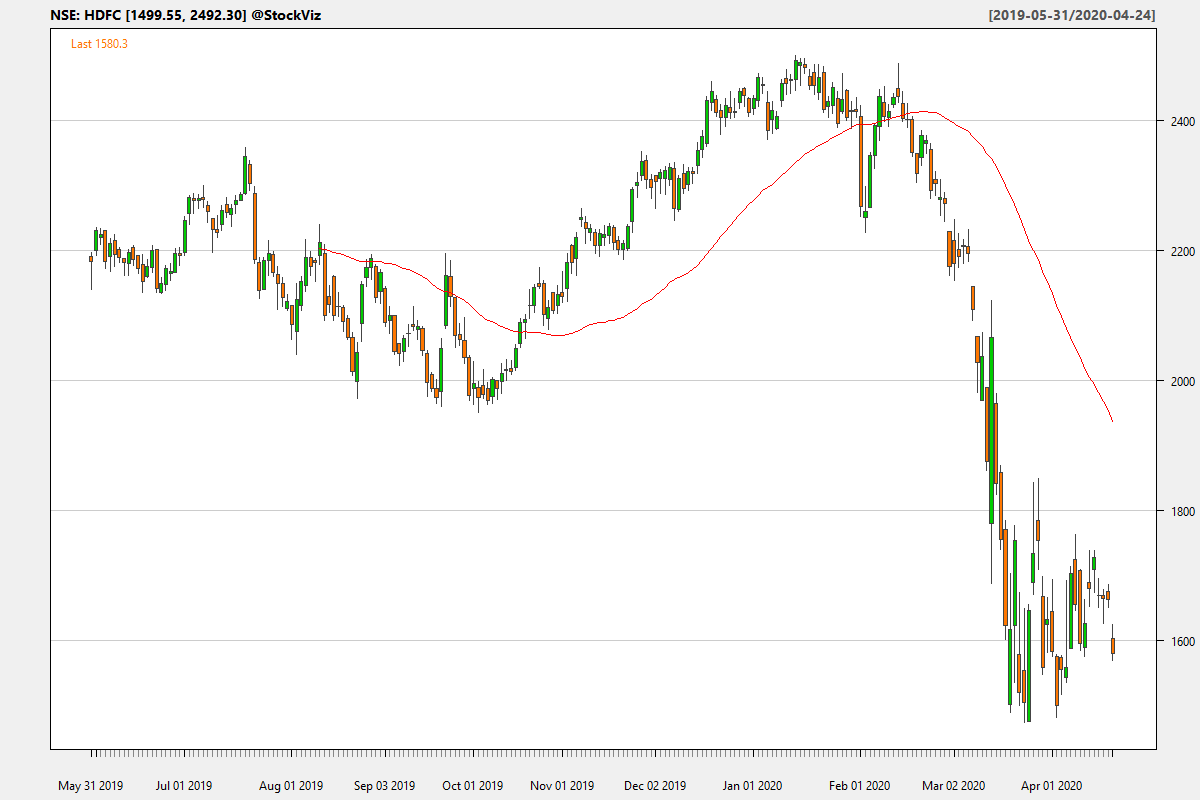 NSE: HDFC [1499.55, 2492.30] @StockViz
[2019-05-31/2020-04-24]
Last 1580.3
2400
2200
2000
1800
1600
May 31 2019 Jul 01 2019 Aug 01 2019 Sep 03 2019 Oct 01 2019 Nov 01 2019 Dec 02 2019 Jan 01 2020 Feb 01 2020 Mar 02 2020 Apr 01 2020